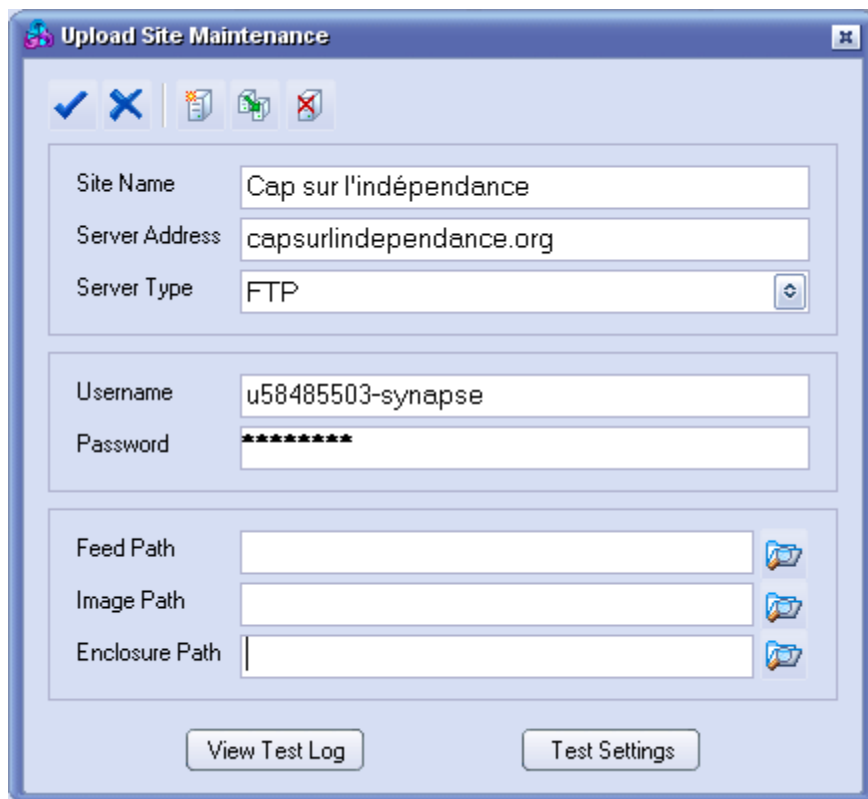 Upload Site Maintenance
Site Name Cap sur l'indépendance
Server Address capsurlindependance.org
Server Type FTP
Username u58485503-synapse
Password ********
Feed Path
Image Path
Enclosure Path
View Test Log Test Settings